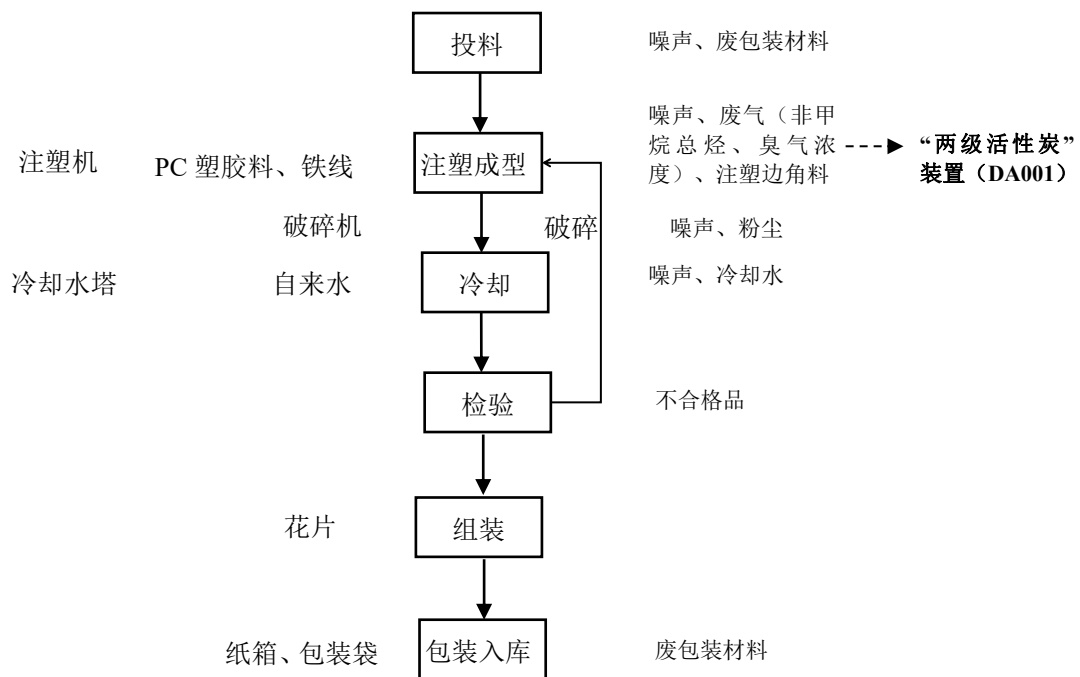 投料
噪声、废包装材料
注塑机
PC 塑胶料、铁线
注塑成型
噪声、废气（非甲
烷总烃、臭气浓
度）、注塑边角料
“两级活性炭”
装置（DA001）
破碎机
破碎
噪声、粉尘
冷却水塔
自来水
冷却
噪声、冷却水
检验
不合格品
花片
组装
纸箱、包装袋
包装入库
废包装材料